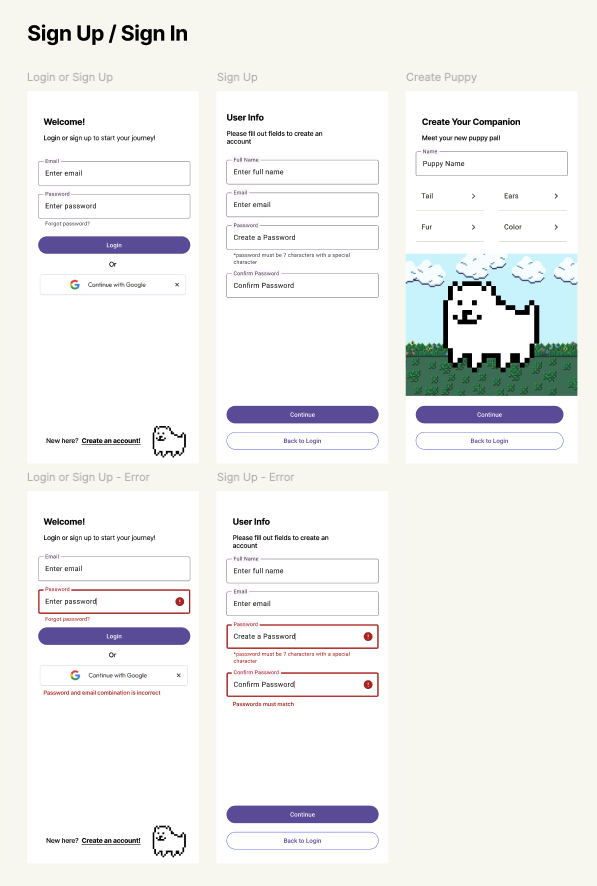 Sign Up / Sign In
Login or Sign Up
Welcome!
Login or sign up to start your journey!
Email
Enter email
Password
Enter password
Forgot password?
Login
Or
Continue with Google
New here? Create an account!
Sign Up
User Info
Please fill out fields to create an
account
Full Name
Enter full name
Email
Enter email
Password
Create a Password
*password must be 7 characters with a special
character
Confirm Password
Confirm Password
Continue
Back to Login
Create Puppy
Create Your Companion
Meet your new puppy pal!
Name
Puppy Name
Tail
Ears
Fur
Color
Continue
Back to Login
Login or Sign Up - Error
Welcome!
Login or sign up to start your journey!
Email
Enter email
Password
Enter password
Forgot password?
Login
Or
Continue with Google
Password and email combination is incorrect
New here? Create an account!
Sign Up - Error
User Info
Please fill out fields to create an
account
Full Name
Enter full name
Email
Enter email
Password
Create a Password
*password must be 7 characters with a special
character
Confirm Password
Confirm Password
Passwords must match
Continue
Back to Login